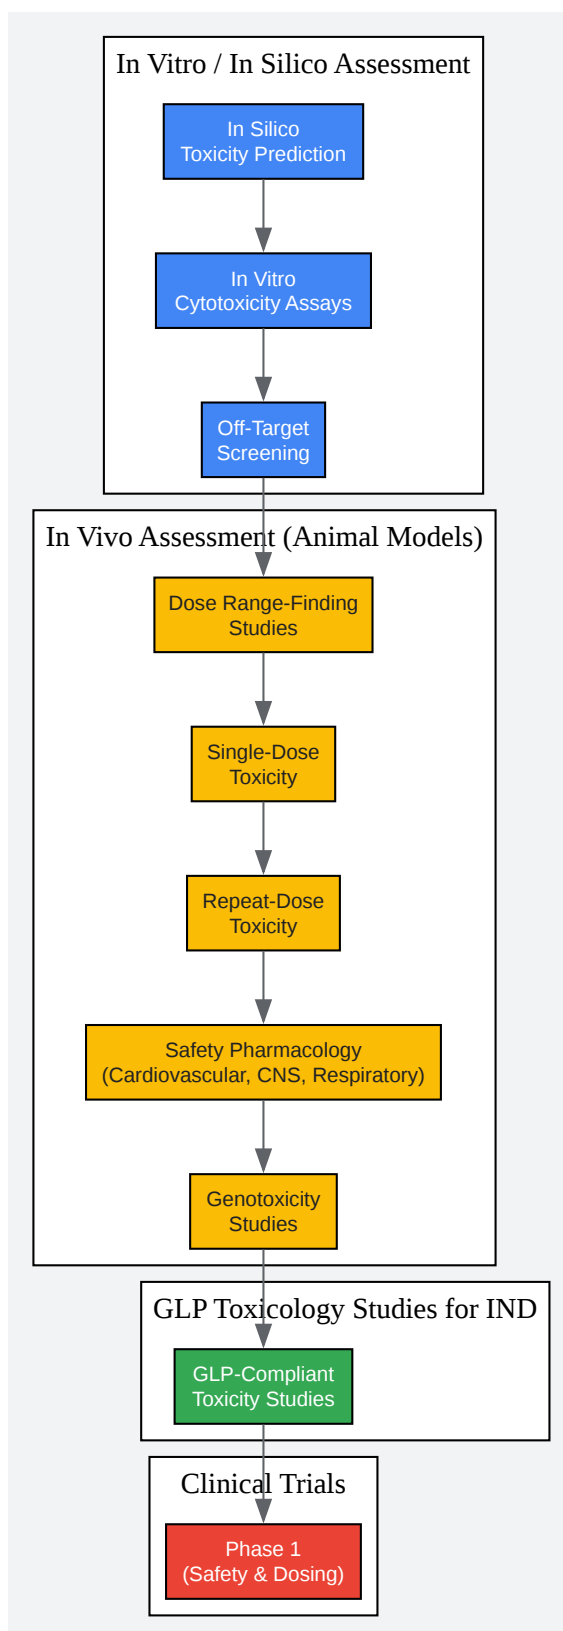 In Vitro / In Silico Assessment
In Silico
Toxicity Prediction
In Vitro
Cytotoxicity Assays
Off-Target
Screening
In Vivo Assessment (Animal Models)
Dose Range-Finding
Studies
Single-Dose
Toxicity
Repeat-Dose
Toxicity
Safety Pharmacology
(Cardiovascular, CNS, Respiratory)
Genotoxicity
Studies
GLP Toxicology Studies for IND
GLP-Compliant
Toxicity Studies
Clinical Trials
Phase 1
(Safety & Dosing)